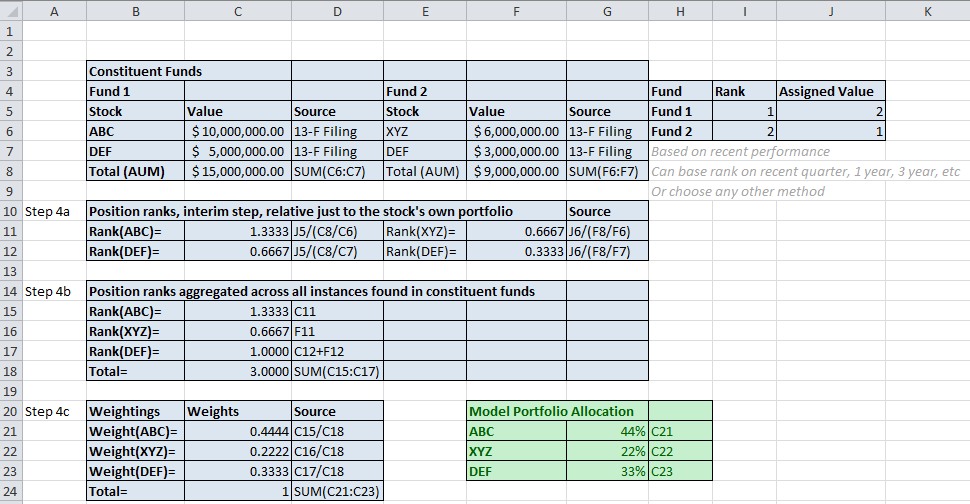 A B C D E F G H I J K
1
2
3 Constituent Funds
4 Fund 1 Fund 2 Fund Rank Assigned Value
5 Stock Value Source Stock Value Source Fund 1 1 2
6 ABC $ 10,000,000.00 13-F Filing XYZ $ 6,000,000.00 13-F Filing Fund 2 2 1
7 DEF $ 5,000,000.00 13-F Filing DEF $ 3,000,000.00 13-F Filing Based on recent performance
8 Total (AUM) $ 15,000,000.00 SUM(C6:C7) Total (AUM) $ 9,000,000.00 SUM(F6:F7) Can base rank on recent quarter, 1 year, 3 year, etc
9 Or choose any other method
10 Step 4a Position ranks, interim step, relative just to the stock's own portfolio Source
11 Rank(ABC)= 1.3333 J5/(C8/C6) Rank(XYZ)= 0.6667 J6/(F8/F6)
12 Rank(DEF)= 0.6667 J5/(C8/C7) Rank(DEF)= 0.3333 J6/(F8/F7)
13
14 Step 4b Position ranks aggregated across all instances found in constituent funds
15 Rank(ABC)= 1.3333 C11
16 Rank(XYZ)= 0.6667 F11
17 Rank(DEF)= 1.0000 C12+F12
18 Total= 3.0000 SUM(C15:C17)
19
20 Step 4c Weightings Weights Source Model Portfolio Allocation
21 Weight(ABC)= 0.4444 C15/C18 ABC 44% C21
22 Weight(XYZ)= 0.2222 C16/C18 XYZ 22% C22
23 Weight(DEF)= 0.3333 C17/C18 DEF 33% C23
24 Total= 1 SUM(C21:C23)